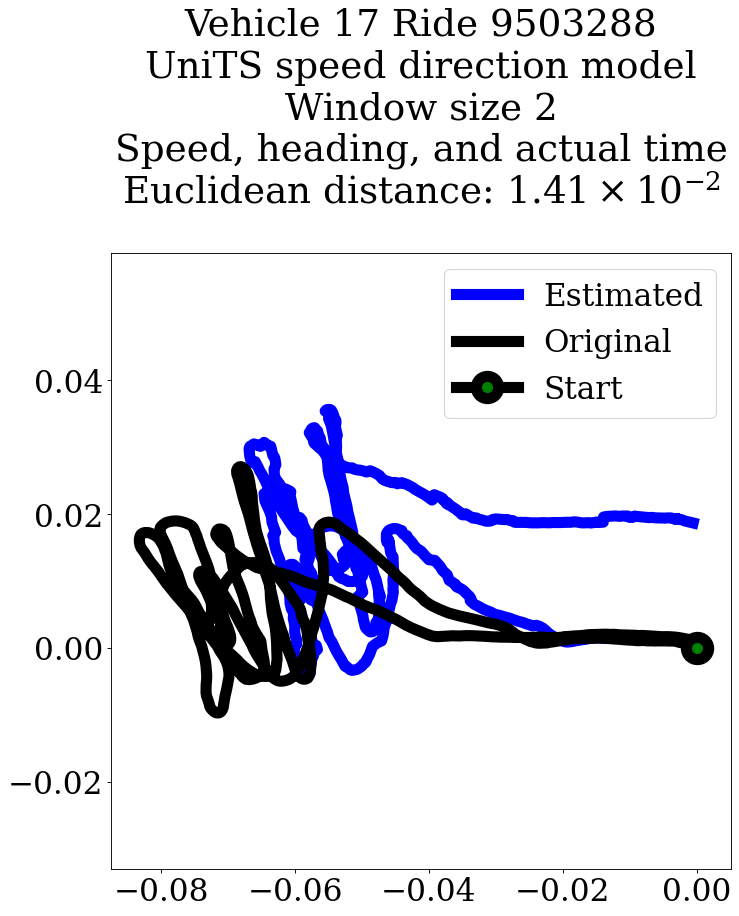 Vehicle 17 Ride 9503288
UniTS speed direction model
Window size 2
Speed, heading, and actual time
Euclidean distance: 1.41 × 10⁻²
Estimated
Original
Start
0.04
0.02
0.00
−0.02
−0.08 −0.06 −0.04 −0.02 0.00